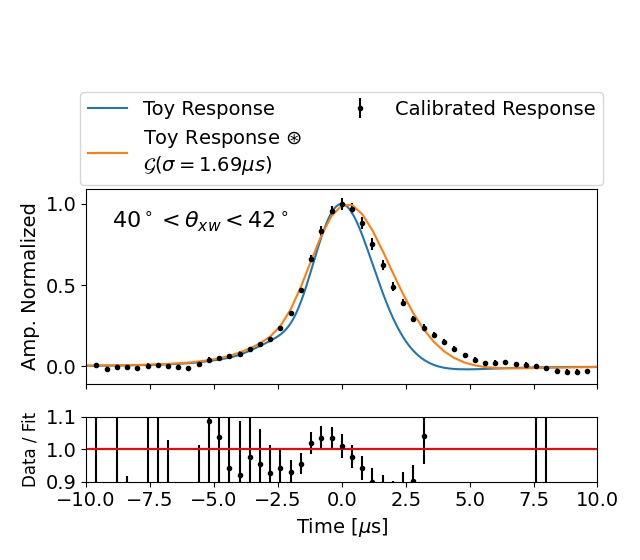 Toy Response
Calibrated Response
Toy Response ⊛
𝒢(σ = 1.69μs)
40° < θxw < 42°
Amp. Normalized
1.0
0.5
0.0
Data / Fit
1.1
1.0
0.9
−10.0 −7.5 −5.0 −2.5 0.0 2.5 5.0 7.5 10.0
Time [μs]